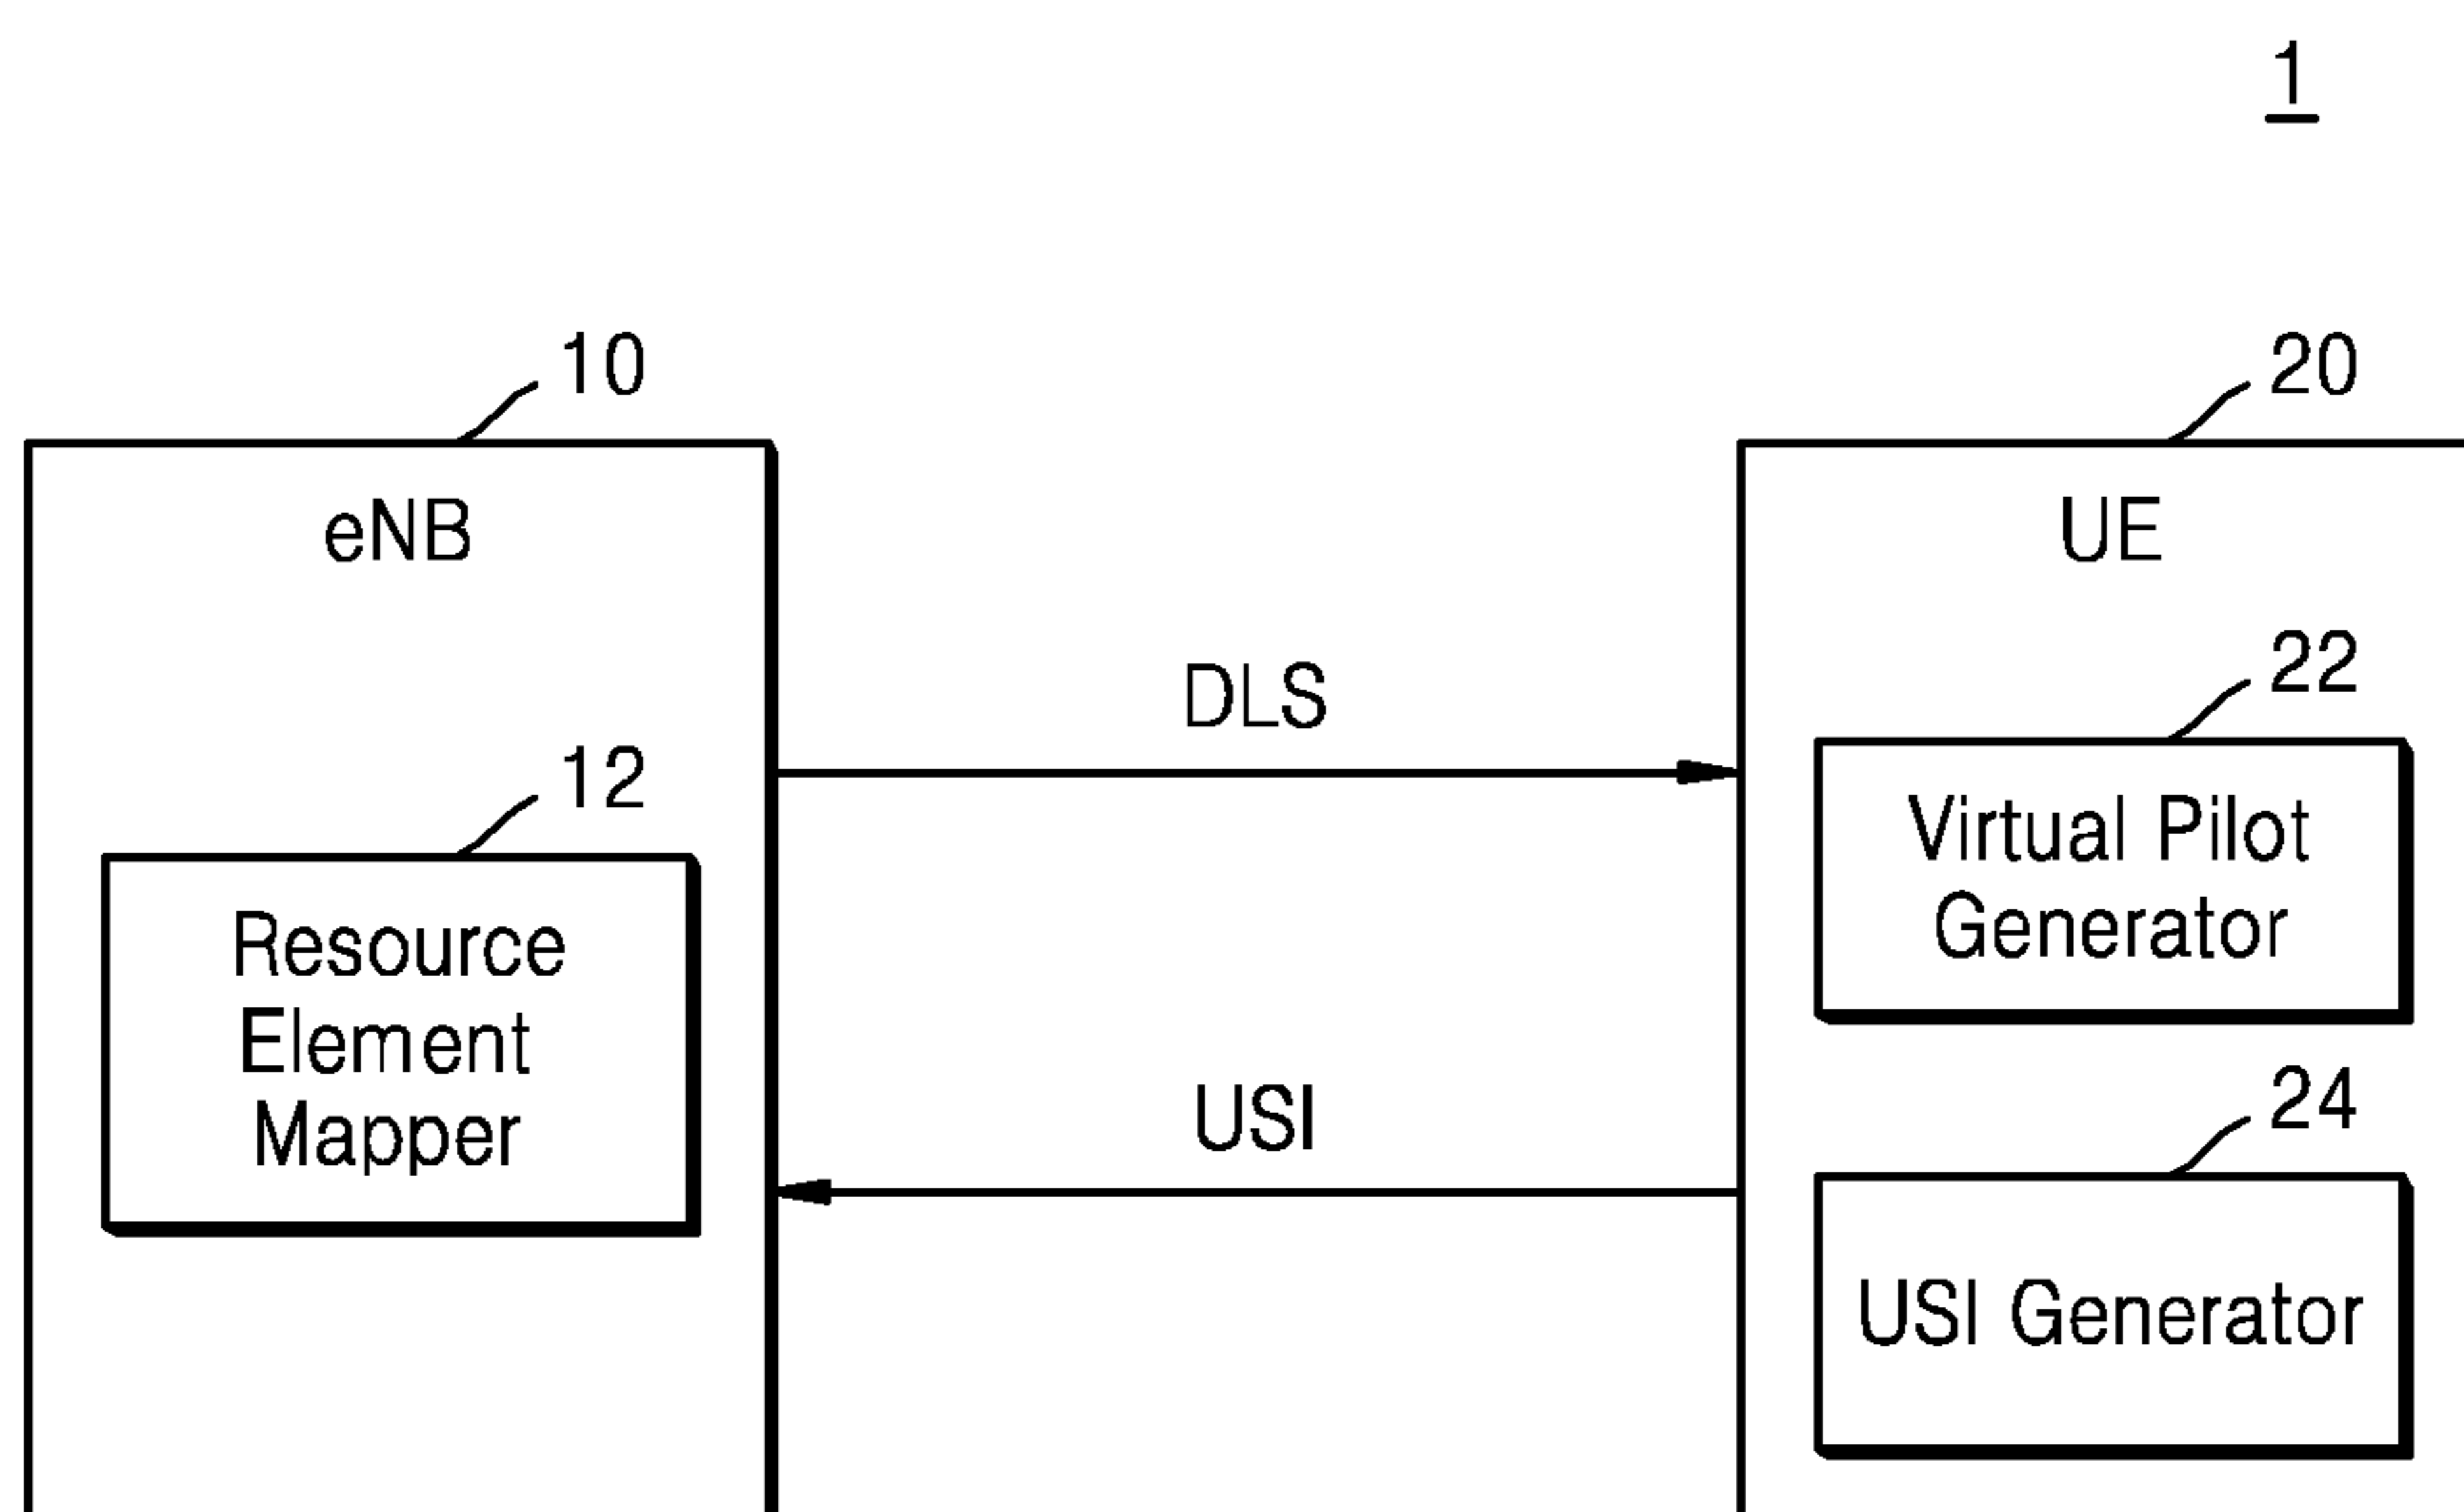 1
10
eNB
12
Resource
Element
Mapper
DLS
USI
20
UE
22
Virtual Pilot
Generator
24
USI Generator